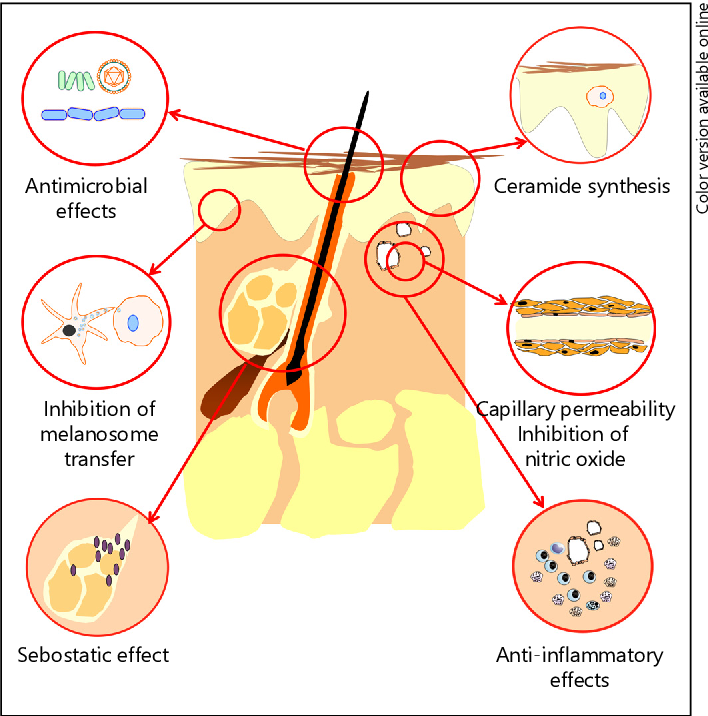 Color version available online
Antimicrobial
effects
Ceramide synthesis
Inhibition of
melanosome
transfer
Capillary permeability
Inhibition of
nitric oxide
Sebostatic effect
Anti-inflammatory
effects